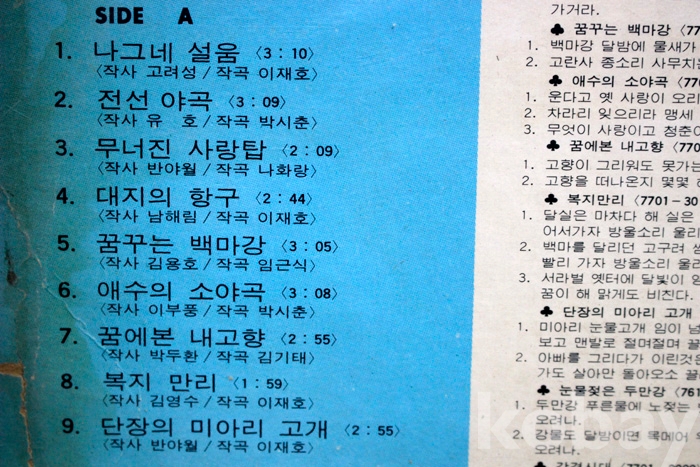 SIDE A
1. 나그네 설움 〈3 : 10〉
〈작사 고려성 / 작곡 이재호〉
2. 전선 야곡 〈3 : 09〉
〈작사 유 호 / 작곡 박시춘〉
3. 무너진 사랑탑 〈2 : 09〉
〈작사 반야월 / 작곡 나화랑〉
4. 대지의 항구 〈2 : 44〉
〈작사 남해림 / 작곡 이재호〉
5. 꿈꾸는 백마강 〈3 : 05〉
〈작사 김용호 / 작곡 임근식〉
6. 애수의 소야곡 〈3 : 08〉
〈작사 이부풍 / 작곡 박시춘〉
7. 꿈에본 내고향 〈2 : 55〉
〈작사 박두환 / 작곡 김기태〉
8. 복지 만리 〈1 : 59〉
〈작사 김영수 / 작곡 이재호〉
9. 단장의 미아리 고개 〈2 : 55〉
〈작사 반야월 / 작곡 이재호〉
가거라.
♣ 꿈꾸는 백마강 〈77
1. 백마강 달밤에 물새가
2. 고란사 종소리 사무치는
♣ 애수의 소야곡 〈770
1. 운다고 옛 사랑이 오리
2. 차라리 잊으리라 맹세
3. 무엇이 사랑이고 청춘이
♣ 꿈에본 내고향 〈770
1. 고향이 그리워도 못가는
2. 고향을 떠나온지 몇몇
♣ 복지만리 〈7701－30
1. 달실은 마차다 해 실은
어서가자 방울소리 울리
2. 백마를 달리던 고구려
빨리 가자 방울소리 울리
3. 서라벌 옛터에 달빛이
꿈이 해 맑게도 비친다.
♣ 단장의 미아리 고개
1. 미아리 눈물고개 임이 넘
보고 맨발로 절며절며 끌
2. 아빠를 그리다가 어린것은
가도 살아만 돌아오소
♣ 눈물젖은 두만강 〈761
1. 두만강 푸른물에 노젖는
오려나.
2. 강물도 달밤이면 목메어
오려나.